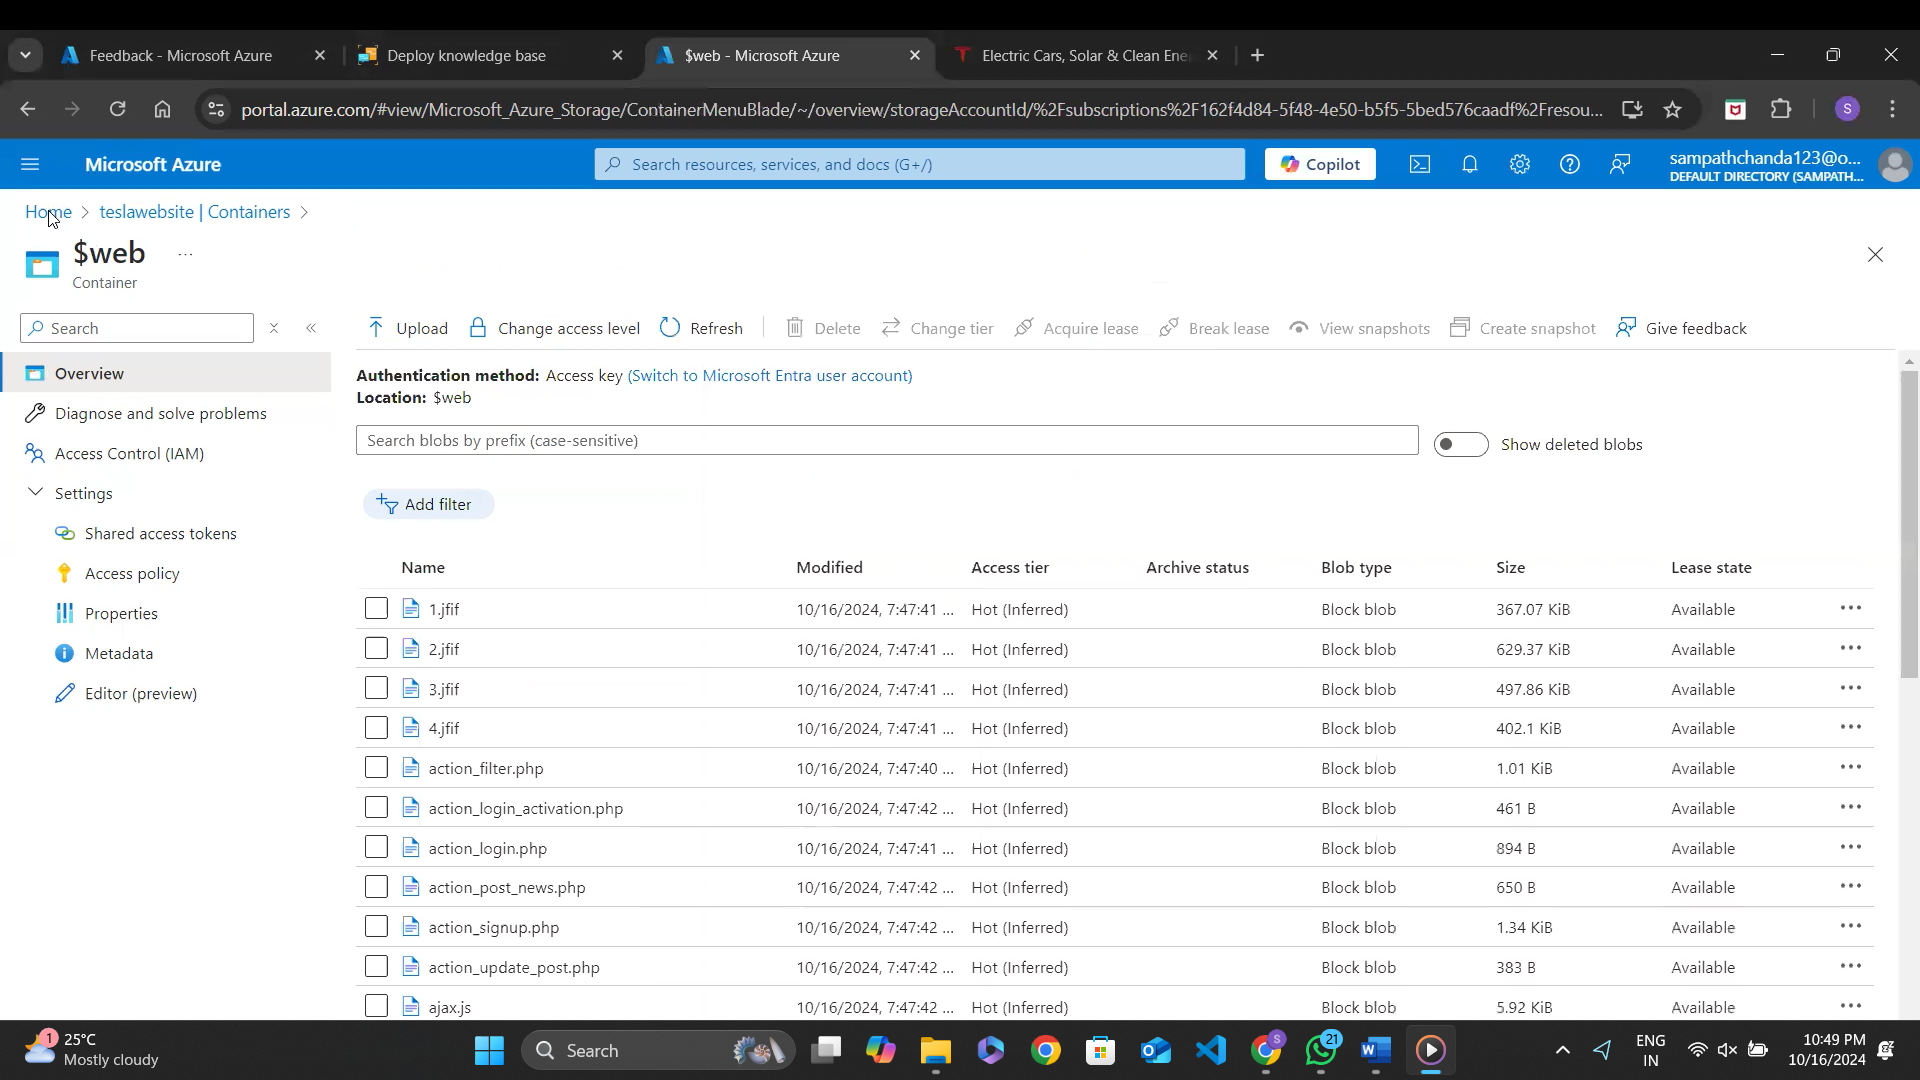 Feedback - Microsoft Azure
Deploy knowledge base
$web - Microsoft Azure
Electric Cars, Solar & Clean Ene
portal.azure.com/#view/Microsoft_Azure_Storage/ContainerMenuBlade/~/overview/storageAccountId/%2Fsubscriptions%2F162f4d84-5f48-4e50-b5f5-5bed576caadf%2Fresou...
S
Microsoft Azure
Search resources, services, and docs (G+/)
Copilot
sampathchanda123@o...
DEFAULT DIRECTORY (SAMPATH...
Home > teslawebsite | Containers >
$web ...
Container
Search
Upload Change access level Refresh Delete Change tier Acquire lease Break lease View snapshots Create snapshot Give feedback
Overview
Diagnose and solve problems
Access Control (IAM)
Settings
Shared access tokens
Access policy
Properties
Metadata
Editor (preview)
Authentication method: Access key (Switch to Microsoft Entra user account)
Location: $web
Search blobs by prefix (case-sensitive)
Show deleted blobs
Add filter
Name Modified Access tier Archive status Blob type Size Lease state
1.jfif 10/16/2024, 7:47:41 ... Hot (Inferred) Block blob 367.07 KiB Available
2.jfif 10/16/2024, 7:47:41 ... Hot (Inferred) Block blob 629.37 KiB Available
3.jfif 10/16/2024, 7:47:41 ... Hot (Inferred) Block blob 497.86 KiB Available
4.jfif 10/16/2024, 7:47:41 ... Hot (Inferred) Block blob 402.1 KiB Available
action_filter.php 10/16/2024, 7:47:40 ... Hot (Inferred) Block blob 1.01 KiB Available
action_login_activation.php 10/16/2024, 7:47:42 ... Hot (Inferred) Block blob 461 B Available
action_login.php 10/16/2024, 7:47:41 ... Hot (Inferred) Block blob 894 B Available
action_post_news.php 10/16/2024, 7:47:42 ... Hot (Inferred) Block blob 650 B Available
action_signup.php 10/16/2024, 7:47:42 ... Hot (Inferred) Block blob 1.34 KiB Available
action_update_post.php 10/16/2024, 7:47:42 ... Hot (Inferred) Block blob 383 B Available
ajax.js 10/16/2024, 7:47:42 ... Hot (Inferred) Block blob 5.92 KiB Available
1
25°C
Mostly cloudy
Search
S
21
ENG
IN
10:49 PM
10/16/2024